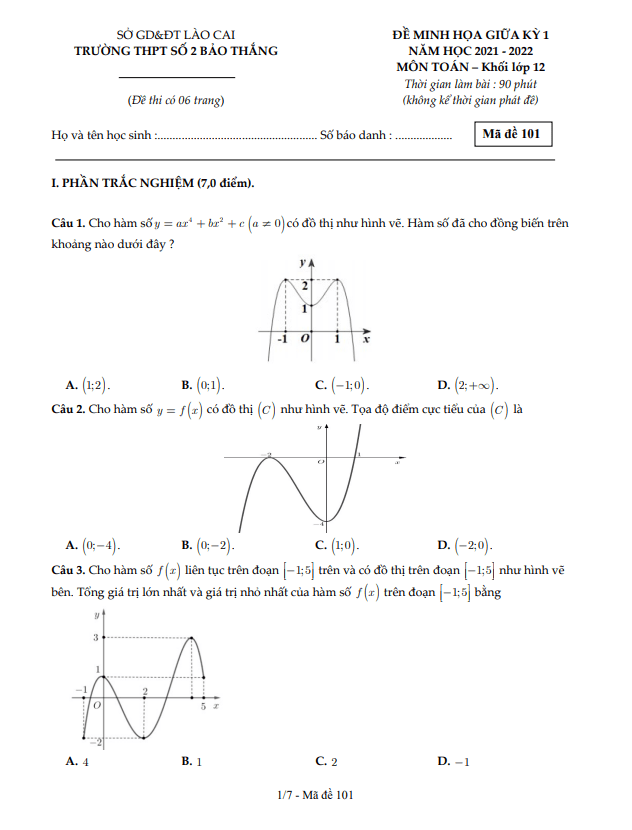 SỞ GD&ĐT LÀO CAI
TRƯỜNG THPT SỐ 2 BẢO THẮNG
(Đề thi có 06 trang)
ĐỀ MINH HỌA GIỮA KỲ 1
NĂM HỌC 2021 - 2022
MÔN TOÁN – Khối lớp 12
Thời gian làm bài : 90 phút
(không kể thời gian phát đề)
Họ và tên học sinh :..................................................... Số báo danh : ...................
Mã đề 101
I. PHẦN TRẮC NGHIỆM (7,0 điểm).
Câu 1. Cho hàm số y = ax⁴ + bx² + c (a ≠ 0) có đồ thị như hình vẽ. Hàm số đã cho đồng biến trên
khoảng nào dưới đây ?
y
2
1
-1 O 1 x
A. (1;2). B. (0;1). C. (−1;0). D. (2;+∞).
Câu 2. Cho hàm số y = f(x) có đồ thị (C) như hình vẽ. Tọa độ điểm cực tiểu của (C) là
y
−2 O 1 x
−4
A. (0;−4). B. (0;−2). C. (1;0). D. (−2;0).
Câu 3. Cho hàm số f(x) liên tục trên đoạn [−1;5] trên và có đồ thị trên đoạn [−1;5] như hình vẽ
bên. Tổng giá trị lớn nhất và giá trị nhỏ nhất của hàm số f(x) trên đoạn [−1;5] bằng
y
3
1
−1 2
O 5 x
−2
A. 4 B. 1 C. 2 D. −1
1/7 - Mã đề 101